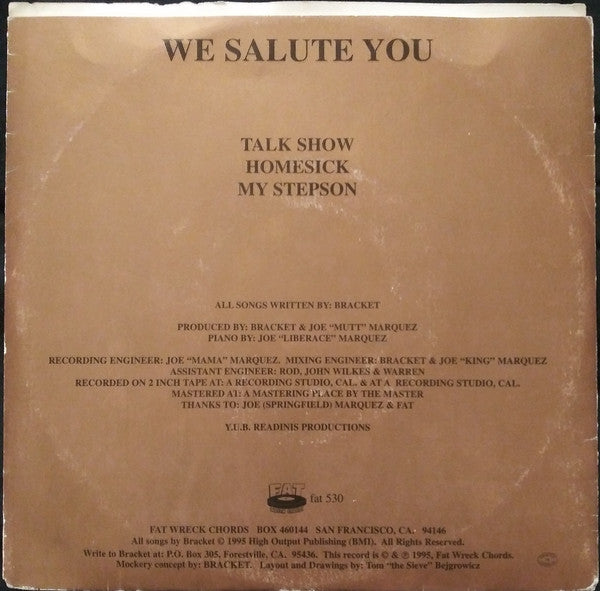 WE SALUTE YOU
TALK SHOW
HOMESICK
MY STEPSON
ALL SONGS WRITTEN BY: BRACKET
PRODUCED BY: BRACKET & JOE "MUTT" MARQUEZ
PIANO BY: JOE "LIBERACE" MARQUEZ
RECORDING ENGINEER: JOE "MAMA" MARQUEZ. MIXING ENGINEER: BRACKET & JOE "KING" MARQUEZ
ASSISTANT ENGINEER: ROD, JOHN WILKES & WARREN
RECORDED ON 2 INCH TAPE AT: A RECORDING STUDIO, CAL. & AT A RECORDING STUDIO, CAL.
MASTERED AT: A MASTERING PLACE BY THE MASTER
THANKS TO: JOE (SPRINGFIELD) MARQUEZ & FAT
Y.U.B. READINIS PRODUCTIONS
FAT
fat 530
FAT WRECK CHORDS BOX 460144 SAN FRANCISCO, CA. 94146
All songs by Bracket © 1995 High Output Publishing (BMI). All Rights Reserved.
Write to Bracket at: P.O. Box 305, Forestville, CA. 95436. This record is © & ℗ 1995, Fat Wreck Chords.
Mockery concept by: BRACKET. Layout and Drawings by: Tom "the Sieve" Bejgrowicz